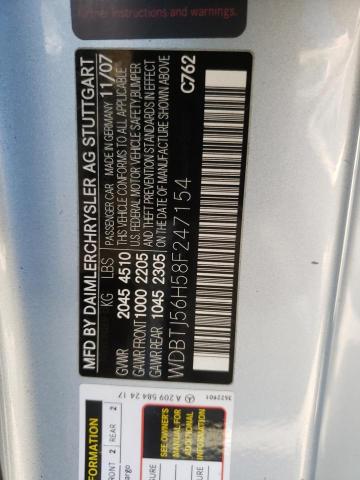 further instructions and warnings.
MFD BY DAIMLERCHRYSLER AG STUTTGART
PASSENGER CAR MADE IN GERMANY 11/07
KG LBS
GVWR 2045 4510
GAWR FRONT 1000 2205
GAWR REAR 1045 2305
THIS VEHICLE CONFORMS TO ALL APPLICABLE
U.S. FEDERAL MOTOR VEHICLE SAFETY, BUMPER
AND THEFT PREVENTION STANDARDS IN EFFECT
ON THE DATE OF MANUFACTURE SHOWN ABOVE
C762
WDBTJ56H58F247154
A 209 584 24 17
INFORMATION
FRONT 2 REAR 2
cargo
SEE OWNER'S
MANUAL FOR
ADDITIONAL
INFORMATION